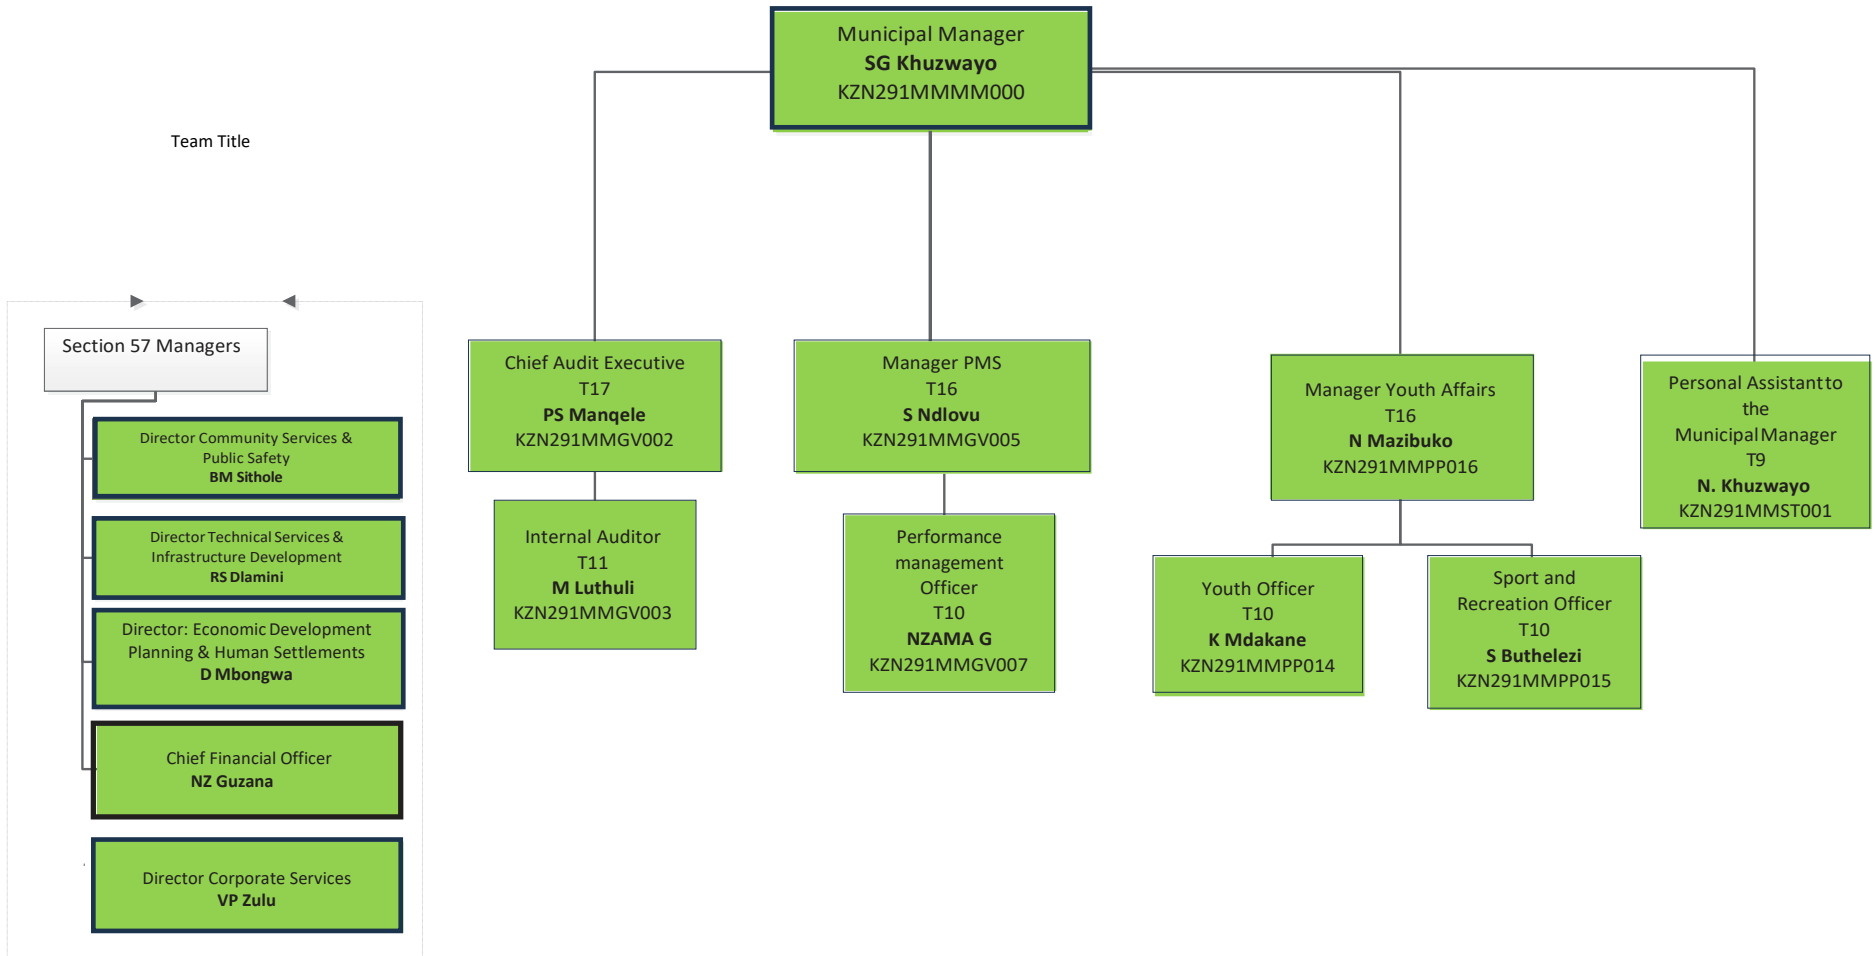 Municipal Manager
SG Khuzwayo
KZN291MMMM000
Team Title
Section 57 Managers
Director Community Services &
Public Safety
BM Sithole
Director Technical Services &
Infrastructure Development
RS Dlamini
Director: Economic Development
Planning & Human Settlements
D Mbongwa
Chief Financial Officer
NZ Guzana
Director Corporate Services
VP Zulu
Chief Audit Executive
T17
PS Manqele
KZN291MMGV002
Internal Auditor
T11
M Luthuli
KZN291MMGV003
Manager PMS
T16
S Ndlovu
KZN291MMGV005
Performance
management
Officer
T10
NZAMA G
KZN291MMGV007
Manager Youth Affairs
T16
N Mazibuko
KZN291MMPP016
Youth Officer
T10
K Mdakane
KZN291MMPP014
Sport and
Recreation Officer
T10
S Buthelezi
KZN291MMPP015
Personal Assistant to
the
Municipal Manager
T9
N. Khuzwayo
KZN291MMST001